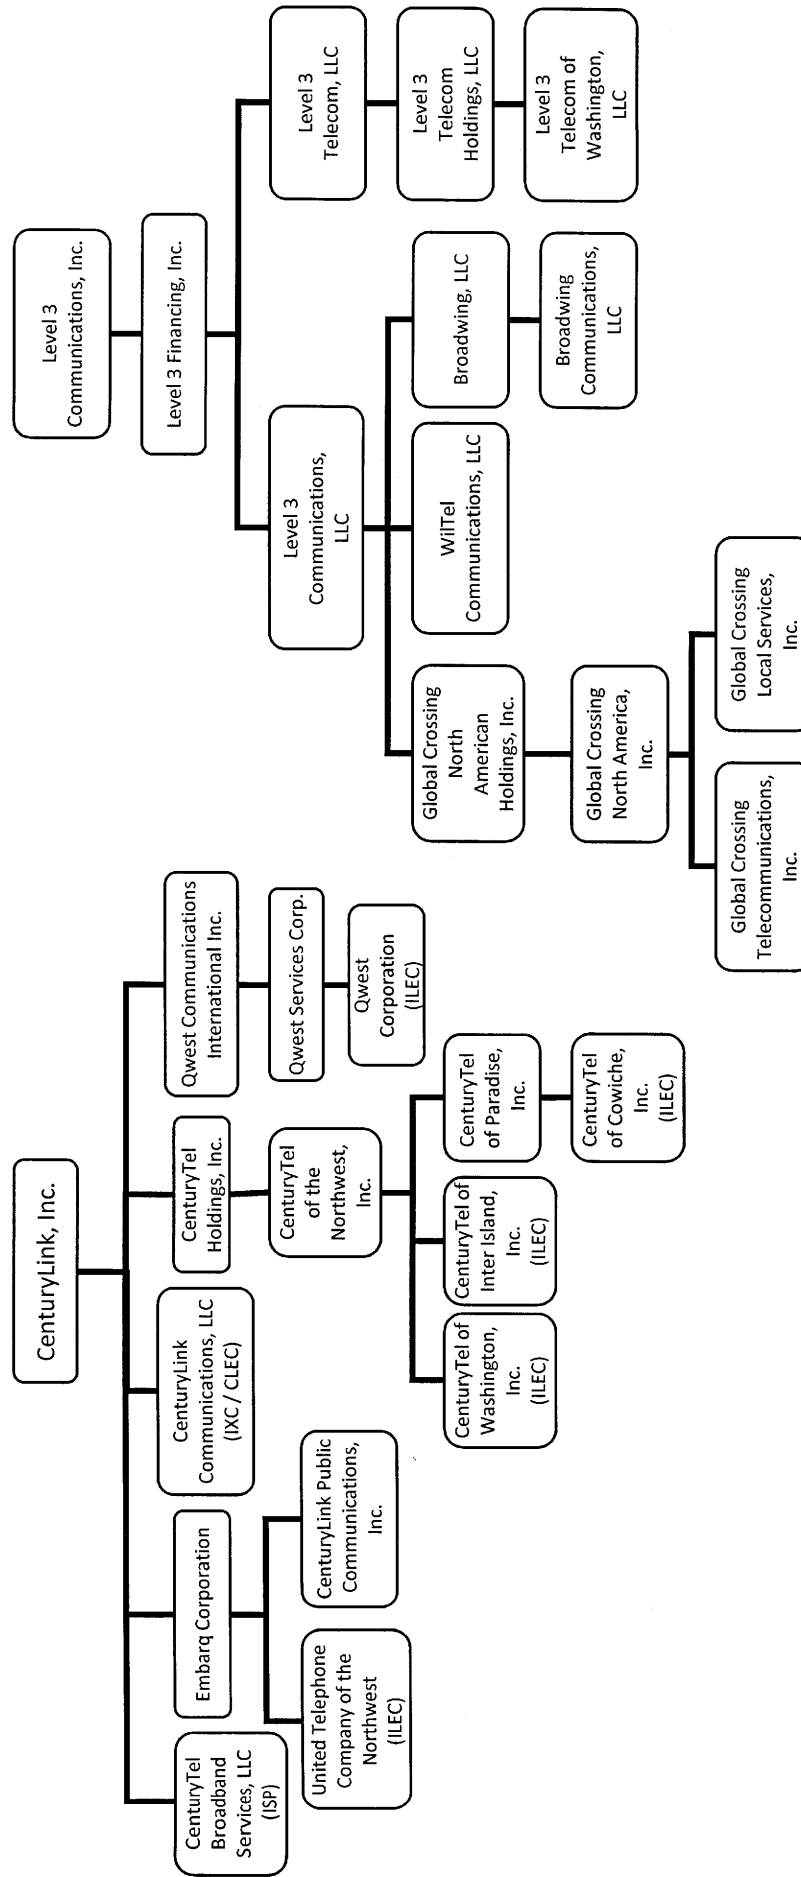 CenturyLink, Inc.
CenturyTel
Broadband
Services, LLC
(ISP)
Embarq Corporation
CenturyLink
Communications, LLC
(IXC / CLEC)
CenturyTel
Holdings, Inc.
Qwest Communications
International Inc.
United Telephone
Company of the
Northwest
(ILEC)
CenturyLink Public
Communications,
Inc.
CenturyTel
of the
Northwest,
Inc.
Qwest Services Corp.
Qwest
Corporation
(ILEC)
CenturyTel of
Washington,
Inc.
(ILEC)
CenturyTel of
Inter Island,
Inc.
(ILEC)
CenturyTel
of Paradise,
Inc.
CenturyTel
of Cowiche,
Inc.
(ILEC)
Level 3
Communications, Inc.
Level 3 Financing, Inc.
Level 3
Communications,
LLC
Level 3
Telecom, LLC
Global Crossing
North
American
Holdings, Inc.
WilTel
Communications, LLC
Broadwing, LLC
Level 3
Telecom
Holdings, LLC
Global Crossing
North America,
Inc.
Broadwing
Communications,
LLC
Level 3
Telecom of
Washington,
LLC
Global Crossing
Telecommunications,
Inc.
Global Crossing
Local Services,
Inc.